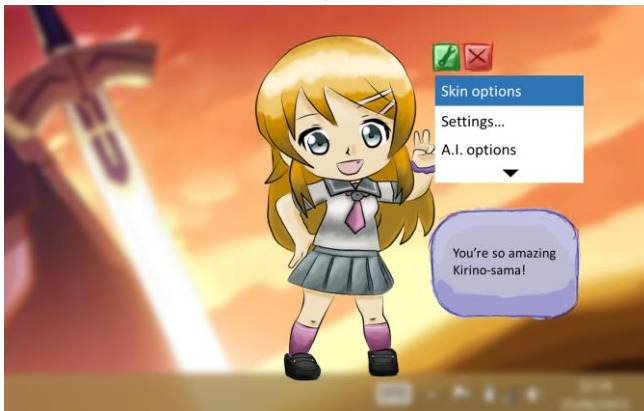 Skin options
Settings...
A.I. options
You're so amazing
Kirino-sama!